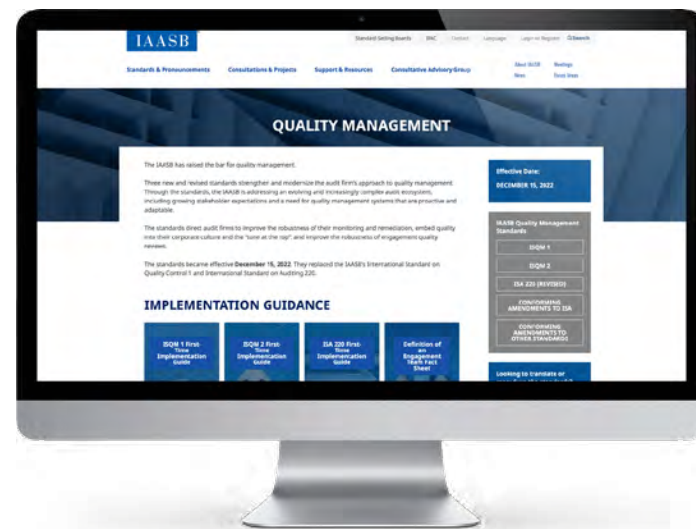 IAASB
Standard Setting Boards
Contact
Language
Login or Register
Search
Standards & Pronouncements
Consultations & Projects
Support & Resources
Consultative Advisory Group
About IAASB
Meetings
News
Focus Areas
QUALITY MANAGEMENT
The IAASB has raised the bar for quality management.
Three new and revised standards strengthen and modernize the audit firm's approach to quality management.
Through the standards, the IAASB is addressing an evolving and increasingly complex audit ecosystem,
including growing stakeholder expectations and a need for quality management systems that are proactive and
adaptable.
The standards direct audit firms to improve the robustness of their monitoring and remediation, embed quality
into their corporate culture and the "tone at the top", and improve the robustness of engagement quality
reviews.
The standards became effective December 15, 2022. They replaced the IAASB's International Standard on
Quality Control 1 and International Standard on Auditing 220.
IMPLEMENTATION GUIDANCE
ISQM 1 First-
Time
Implementation
Guide
ISQM 2 First-
Time
Implementation
Guide
ISA 220 First-
Time
Implementation
Guide
Definition of
an
Engagement
Team Fact
Sheet
Effective Date:
DECEMBER 15, 2022
IAASB Quality Management
Standards
ISQM 1
ISQM 2
ISA 220 (REVISED)
CONFORMING
AMENDMENTS TO ISA
CONFORMING
AMENDMENTS TO
OTHER STANDARDS
Looking to translate or